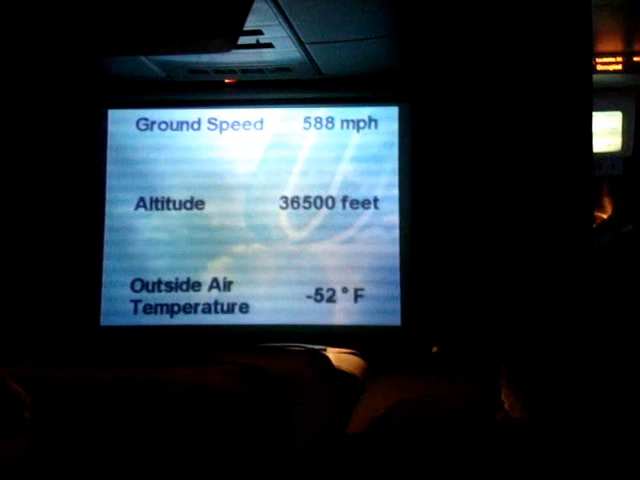 Ground Speed 588 mph
Altitude 36500 feet
Outside Air
Temperature -52°F